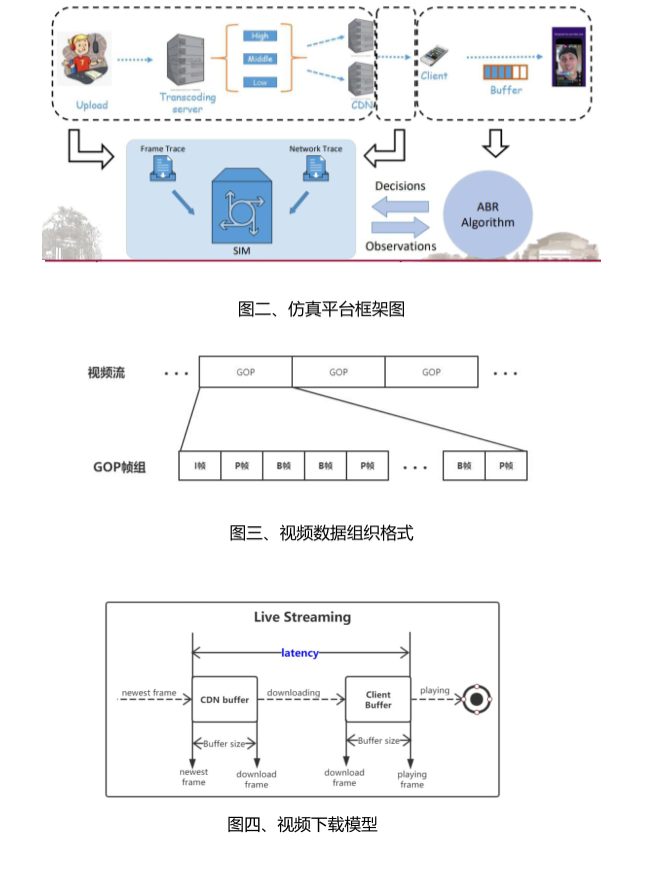 High
Middle
Low
Upload
Transcoding
server
CDN
Client
Buffer
Frame Trace
Network Trace
SIM
Decisions
Observations
ABR
Algorithm
图二、仿真平台框架图
视频流 ··· GOP GOP GOP ···
GOP帧组 I帧 P帧 B帧 B帧 P帧 ··· B帧 P帧
图三、视频数据组织格式
Live Streaming
latency
newest frame
CDN buffer
downloading
Client
Buffer
playing
Buffer size
Buffer size
newest
frame
download
frame
download
frame
playing
frame
图四、视频下载模型